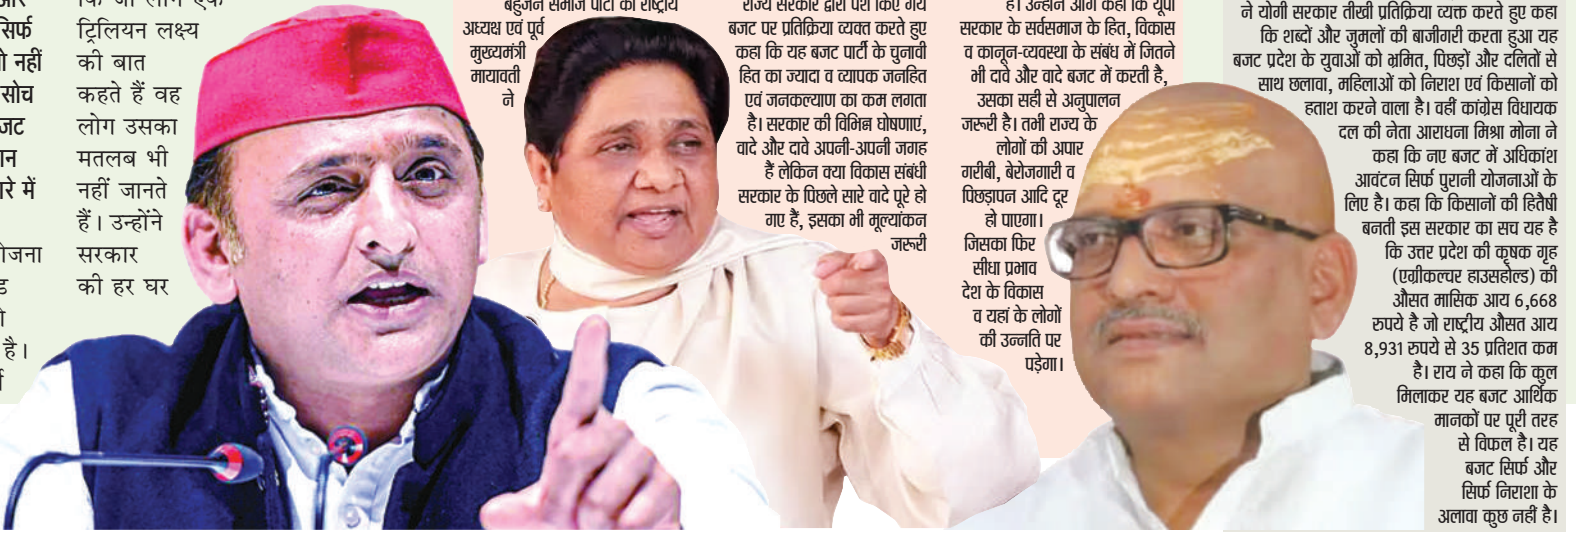 सिर्फ
नहीं
सोच
में
है।
ट्रिलियन लक्ष्य
की बात
कहते हैं वह
लोग उसका
मतलब भी
नहीं जानते
हैं। उन्होंने
सरकार
की हर घर
बहुजन समाज पार्टी की राष्ट्रीय
अध्यक्ष एवं पूर्व
मुख्यमंत्री
मायावती
ने
राज्य सरकार द्वारा पेश किए गये
बजट पर प्रतिक्रिया व्यक्त करते हुए
कहा कि यह बजट पार्टी के चुनावी
हित का ज्यादा व व्यापक जनहित
एवं जनकल्याण का कम लगता
है। सरकार की विभिन्न घोषणाएं,
वादे और दावे अपनी-अपनी जगह
हैं लेकिन क्या विकास संबंधी
सरकार के पिछले सारे वादे पूरे हो
गए हैं, इसका भी मूल्यांकन
जरूरी
है। उन्होंने आगे कहा कि यूपी
सरकार के सर्वसमाज के हित, विकास
व कानून-व्यवस्था के संबंध में जितने
भी दावे और वादे बजट में करती है,
उसका सही से अनुपालन
जरूरी है। तभी राज्य के
लोगों की अपार
गरीबी, बेरोजगारी व
पिछड़ापन आदि दूर
हो पाएगा।
जिसका फिर
सीधा प्रभाव
देश के विकास
व यहां के लोगों
की उन्नति पर
पड़ेगा।
ने योगी सरकार तीखी प्रतिक्रिया व्यक्त करते हुए कहा
कि शब्दों और जुमलों की बाजीगरी करता हुआ यह
बजट प्रदेश के युवाओं को भ्रमित, पिछड़ों और दलितों से
साथ छलावा, महिलाओं को निराश एवं किसानों को
हताश करने वाला है। वहीं कांग्रेस विधायक
दल की नेता आराधना मिश्रा मोना ने
कहा कि नए बजट में अधिकांश
आवंटन सिर्फ पुरानी योजनाओं के
लिए है। कहा कि किसानों की हितैषी
बनती इस सरकार का सच यह है
कि उत्तर प्रदेश की कृषक गृह
(एग्रीकल्चर हाउसहोल्ड) की
औसत मासिक आय 6,668
रुपये है जो राष्ट्रीय औसत आय
8,931 रुपये से 35 प्रतिशत कम
है। राय ने कहा कि कुल
मिलाकर यह बजट आर्थिक
मानकों पर पूरी तरह
से विफल है। यह
बजट सिर्फ और
सिर्फ निराशा के
अलावा कुछ नहीं है।